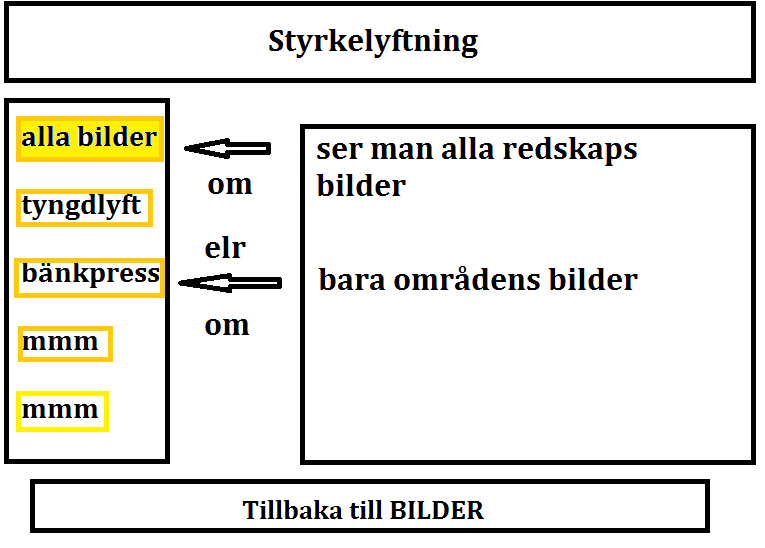 Styrkelyftning
alla bilder
tyngdlyft
bänkpress
mmm
mmm
om
elr
om
ser man alla redskaps
bilder
bara områdens bilder
Tillbaka till BILDER